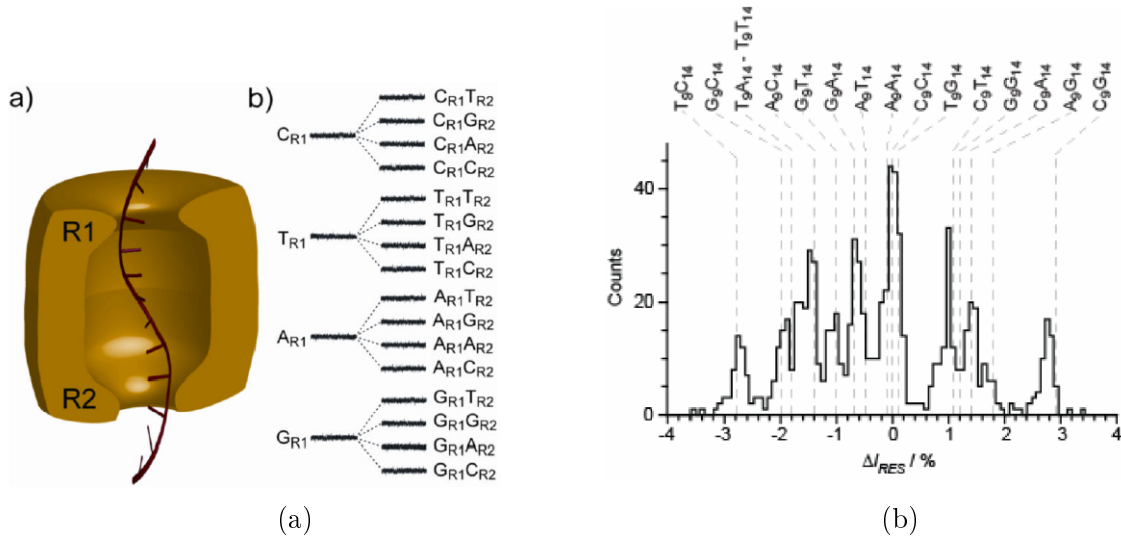 a)
R1
R2
b)
C_R1
C_R1T_R2
C_R1G_R2
C_R1A_R2
C_R1C_R2
T_R1
T_R1T_R2
T_R1G_R2
T_R1A_R2
T_R1C_R2
A_R1
A_R1T_R2
A_R1G_R2
A_R1A_R2
A_R1C_R2
G_R1
G_R1T_R2
G_R1G_R2
G_R1A_R2
G_R1C_R2
(a)
T₉C₁₄
G₉C₁₄
T₉A₁₄ - T₉T₁₄
A₉C₁₄
G₉T₁₄
G₉A₁₄
A₉T₁₄
A₉A₁₄
C₉C₁₄
T₉G₁₄
C₉T₁₄
G₉G₁₄
C₉A₁₄
A₉G₁₄
C₉G₁₄
Counts
40
20
0
-4 -3 -2 -1 0 1 2 3 4
ΔI_RES / %
(b)